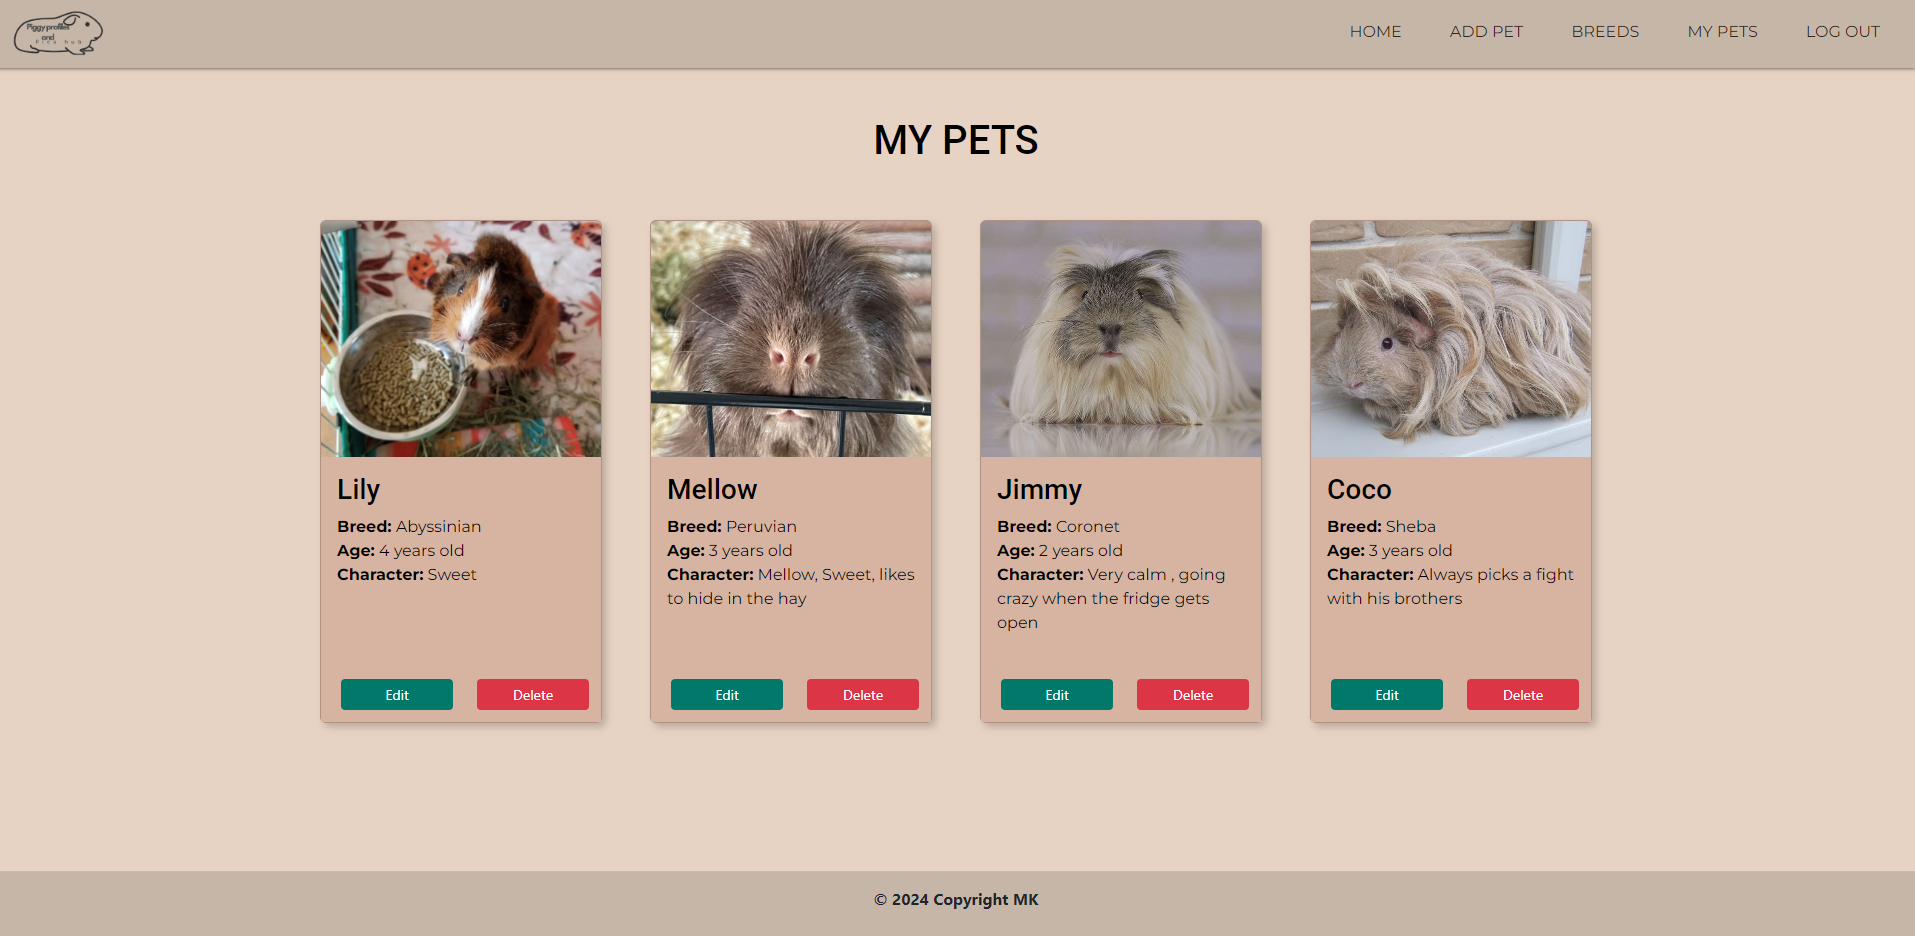 Piggy profiles
and
Pics hub
HOME
ADD PET
BREEDS
MY PETS
LOG OUT
MY PETS
Lily
Breed: Abyssinian
Age: 4 years old
Character: Sweet
Edit
Delete
Mellow
Breed: Peruvian
Age: 3 years old
Character: Mellow, Sweet, likes
to hide in the hay
Edit
Delete
Jimmy
Breed: Coronet
Age: 2 years old
Character: Very calm , going
crazy when the fridge gets
open
Edit
Delete
Coco
Breed: Sheba
Age: 3 years old
Character: Always picks a fight
with his brothers
Edit
Delete
© 2024 Copyright MK